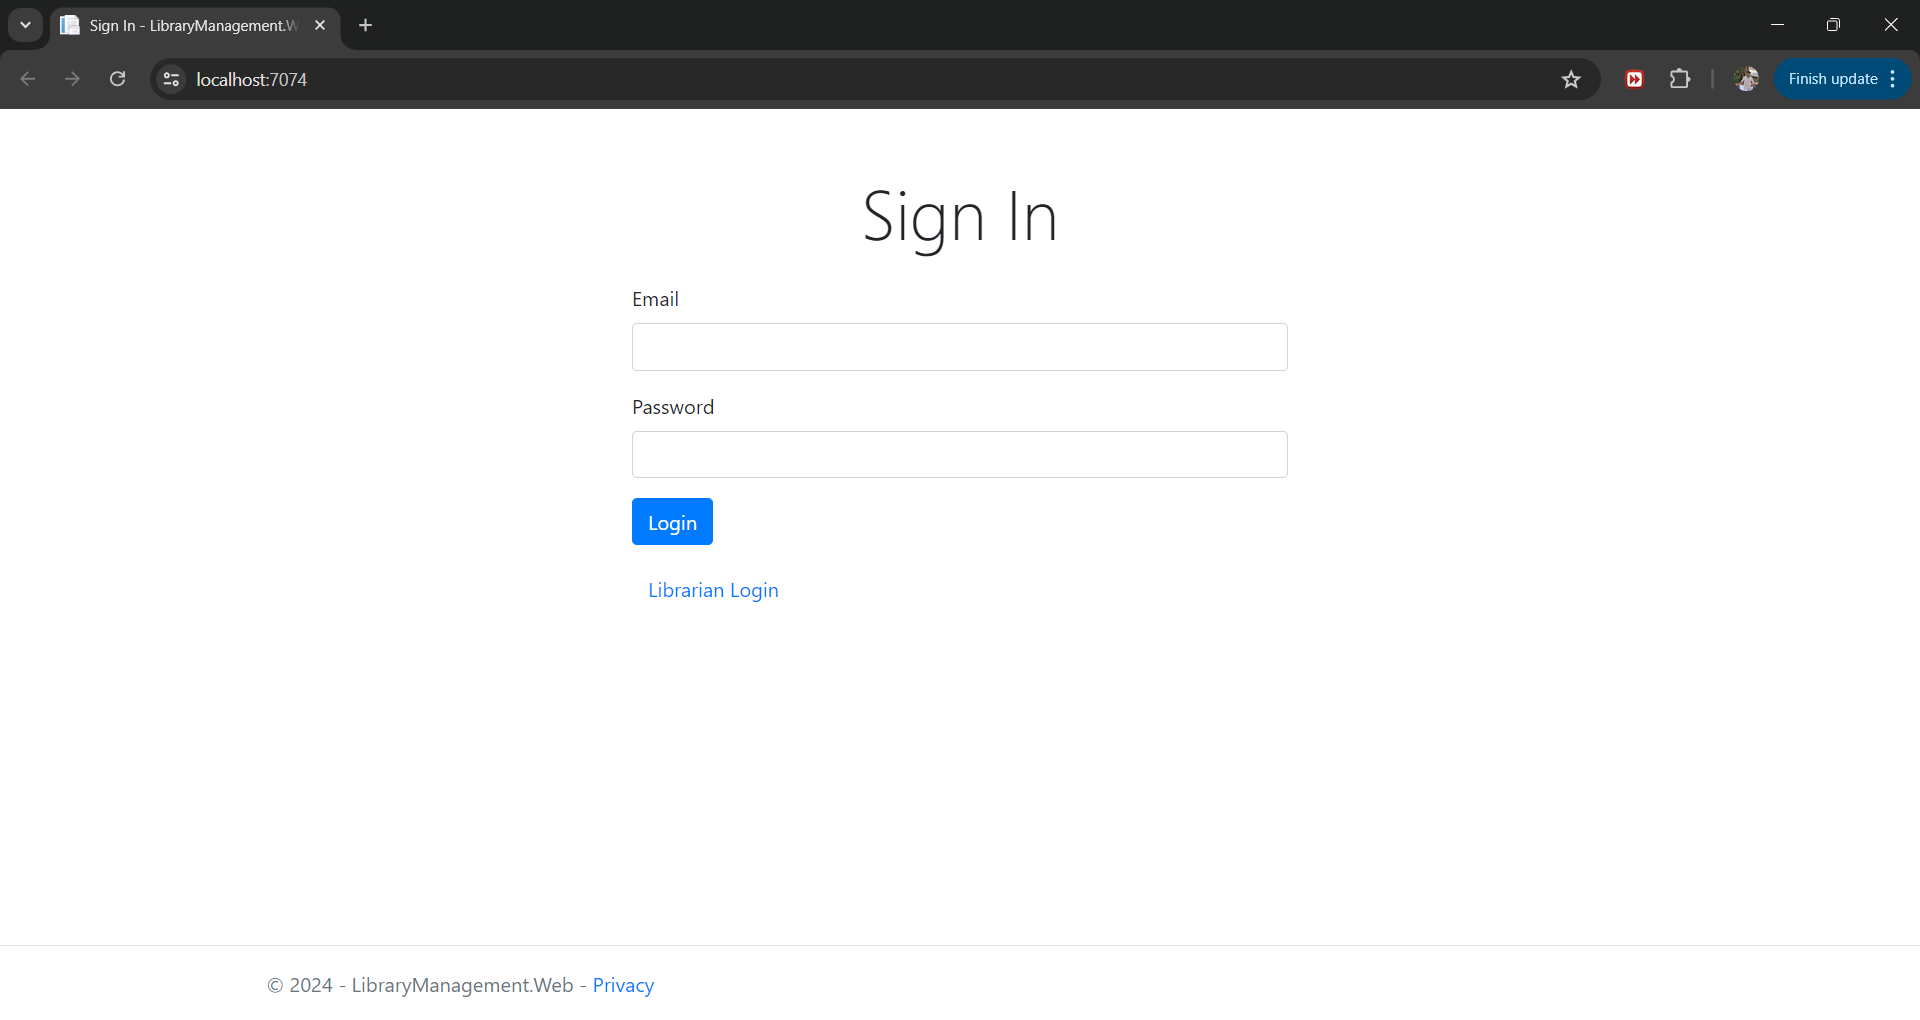 Sign In - LibraryManagement.W
localhost:7074
Finish update
Sign In
Email
Password
Login
Librarian Login
© 2024 - LibraryManagement.Web - Privacy